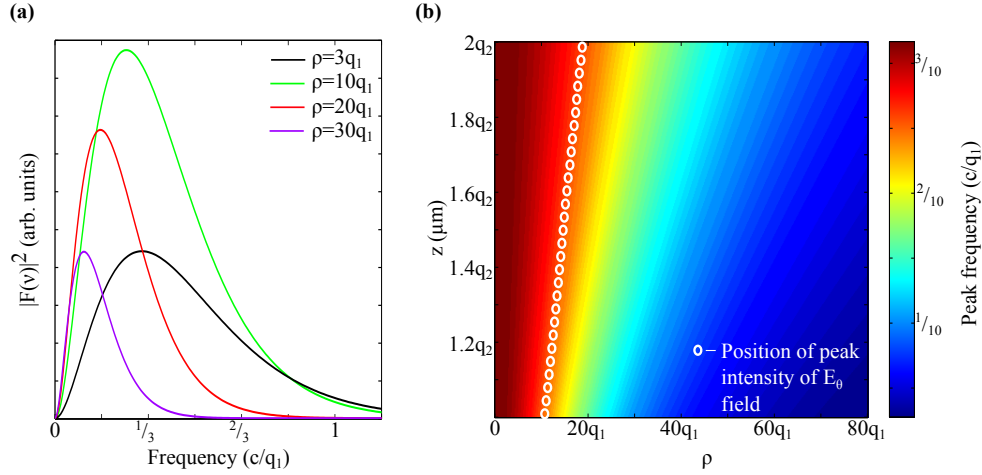 (a)
|F(ν)|² (arb. units)
ρ=3q₁
ρ=10q₁
ρ=20q₁
ρ=30q₁
0
¹/₃
²/₃
1
Frequency (c/q₁)
(b)
z (μm)
2q₂
1.8q₂
1.6q₂
1.4q₂
1.2q₂
Position of peak
intensity of E_θ
field
0
20q₁
40q₁
60q₁
80q₁
ρ
³/₁₀
²/₁₀
¹/₁₀
Peak frequency (c/q₁)